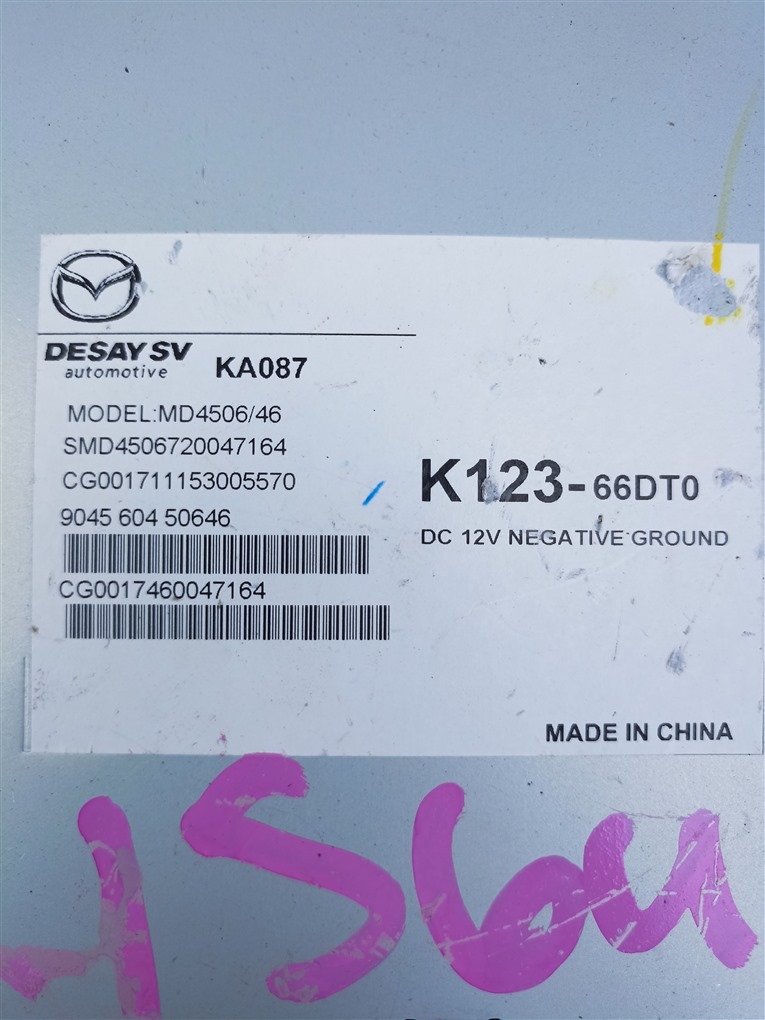 DESAY SV
automotive
KA087
MODEL:MD4506/46
SMD4506720047164
CG001711153005570
9045 604 50646
CG0017460047164
K123-66DT0
DC 12V NEGATIVE GROUND
MADE IN CHINA